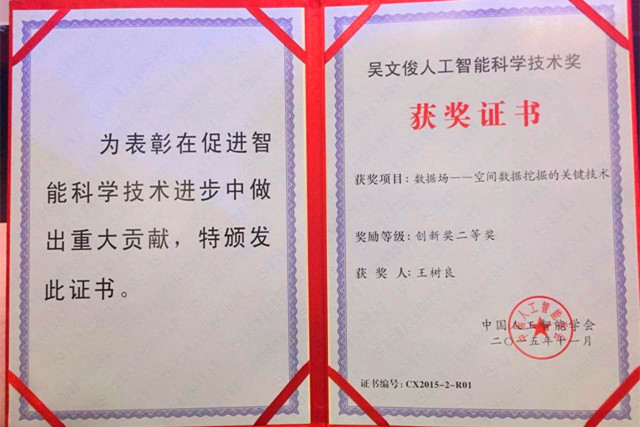 为表彰在促进智
能科学技术进步中做
出重大贡献，特颁发
此证书。
吴文俊人工智能科学技术奖
获奖证书
获奖项目：数据场——空间数据挖掘的关键技术
奖励等级：创新奖二等奖
获奖人：王树良
中国人工智能学会
二〇一五年十一月
证书编号：CX2015-2-R01